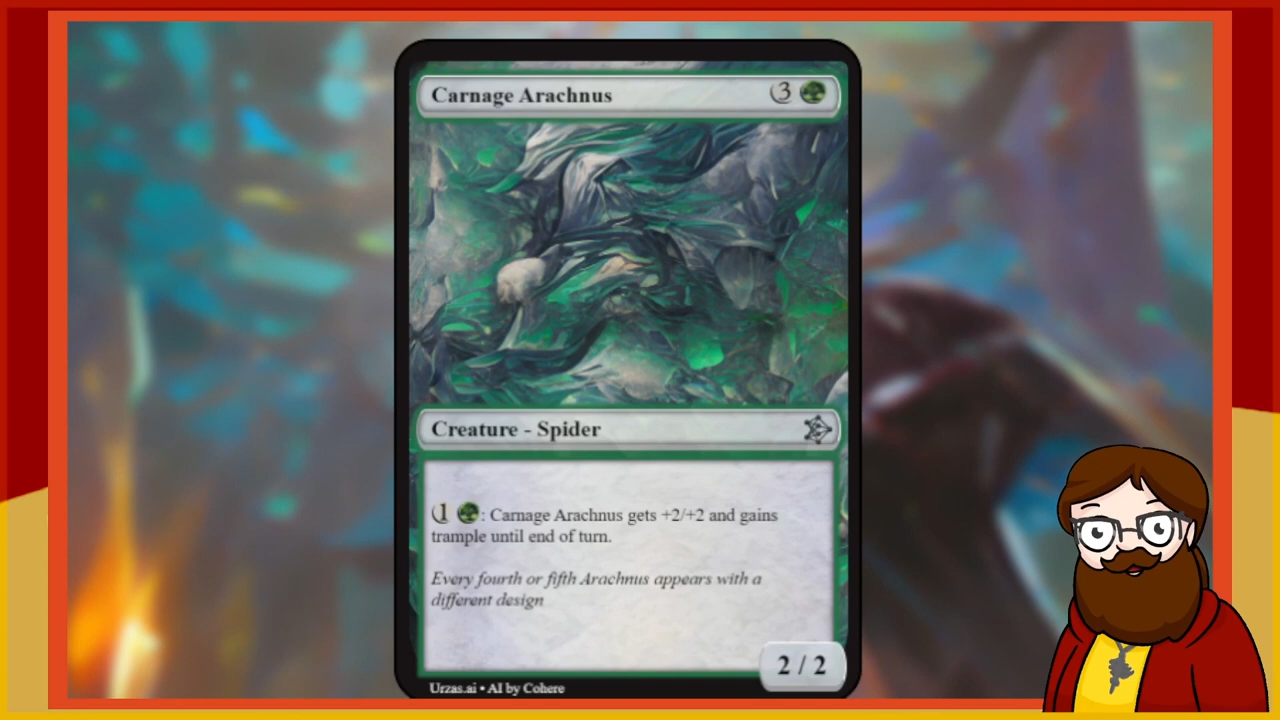 Carnage Arachnus 3
Creature - Spider
1 : Carnage Arachnus gets +2/+2 and gains
trample until end of turn.
Every fourth or fifth Arachnus appears with a
different design
2 / 2
Urzas.ai • AI by Cohere